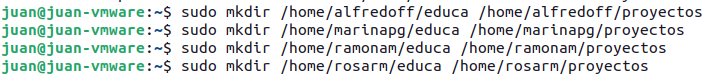 juan@juan-vmware:~$ sudo mkdir /home/alfredoff/educa /home/alfredoff/proyectos
juan@juan-vmware:~$ sudo mkdir /home/marinapg/educa /home/marinapg/proyectos
juan@juan-vmware:~$ sudo mkdir /home/ramonam/educa /home/ramonam/proyectos
juan@juan-vmware:~$ sudo mkdir /home/rosarm/educa /home/rosarm/proyectos